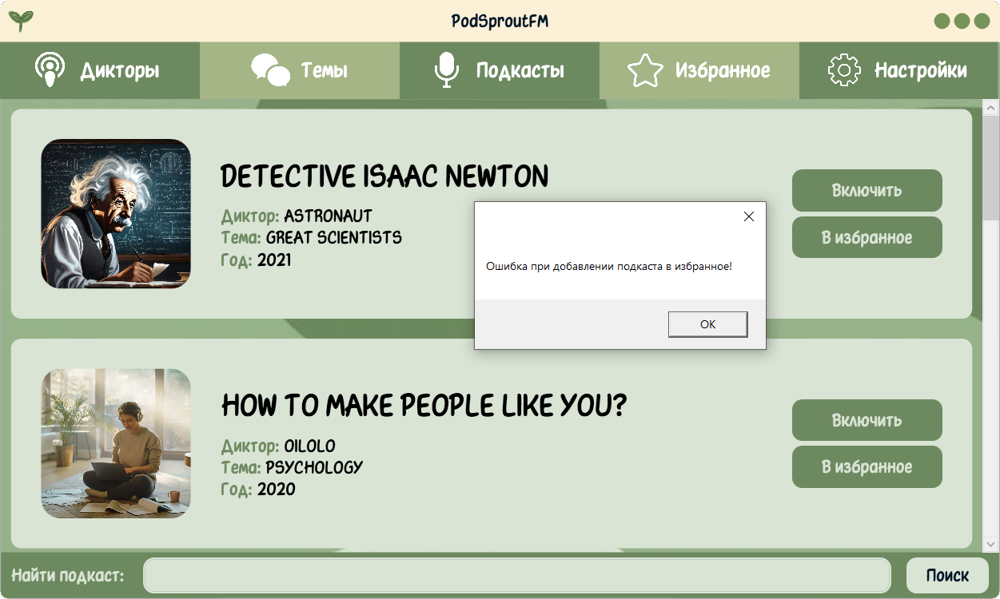 PodSproutFM
Дикторы
Темы
Подкасты
Избранное
Настройки
DETECTIVE ISAAC NEWTON
Диктор: ASTRONAUT
Тема: GREAT SCIENTISTS
Год: 2021
Включить
В избранное
Ошибка при добавлении подкаста в избранное!
OK
HOW TO MAKE PEOPLE LIKE YOU?
Диктор: OILOLO
Тема: PSYCHOLOGY
Год: 2020
Включить
В избранное
Найти подкаст:
Поиск